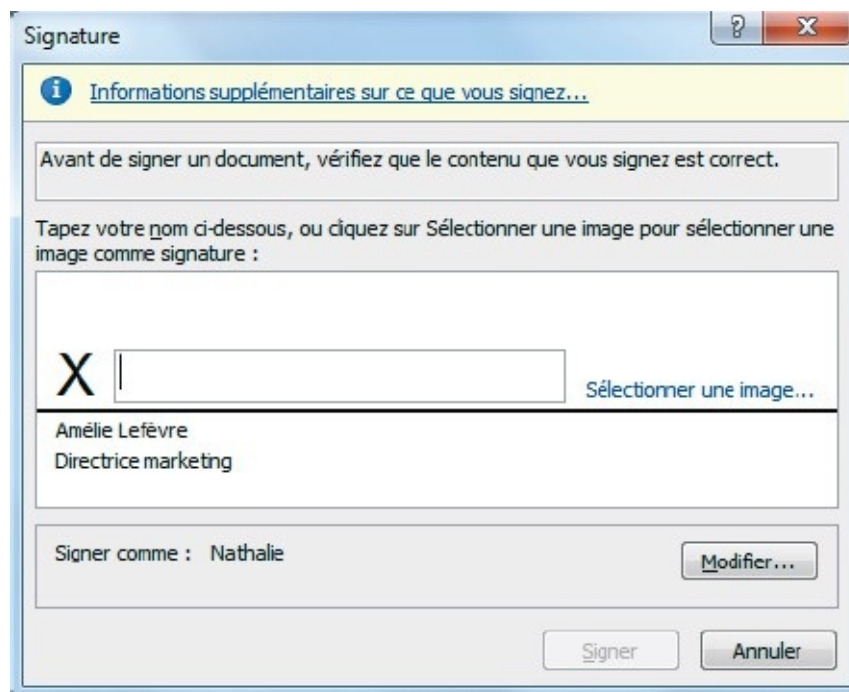 Signature
Informations supplémentaires sur ce que vous signez...
Avant de signer un document, vérifiez que le contenu que vous signez est correct.
Tapez votre nom ci-dessous, ou cliquez sur Sélectionner une image pour sélectionner une
image comme signature :
X
Sélectionner une image...
Amélie Lefèvre
Directrice marketing
Signer comme : Nathalie
Modifier...
Signer
Annuler